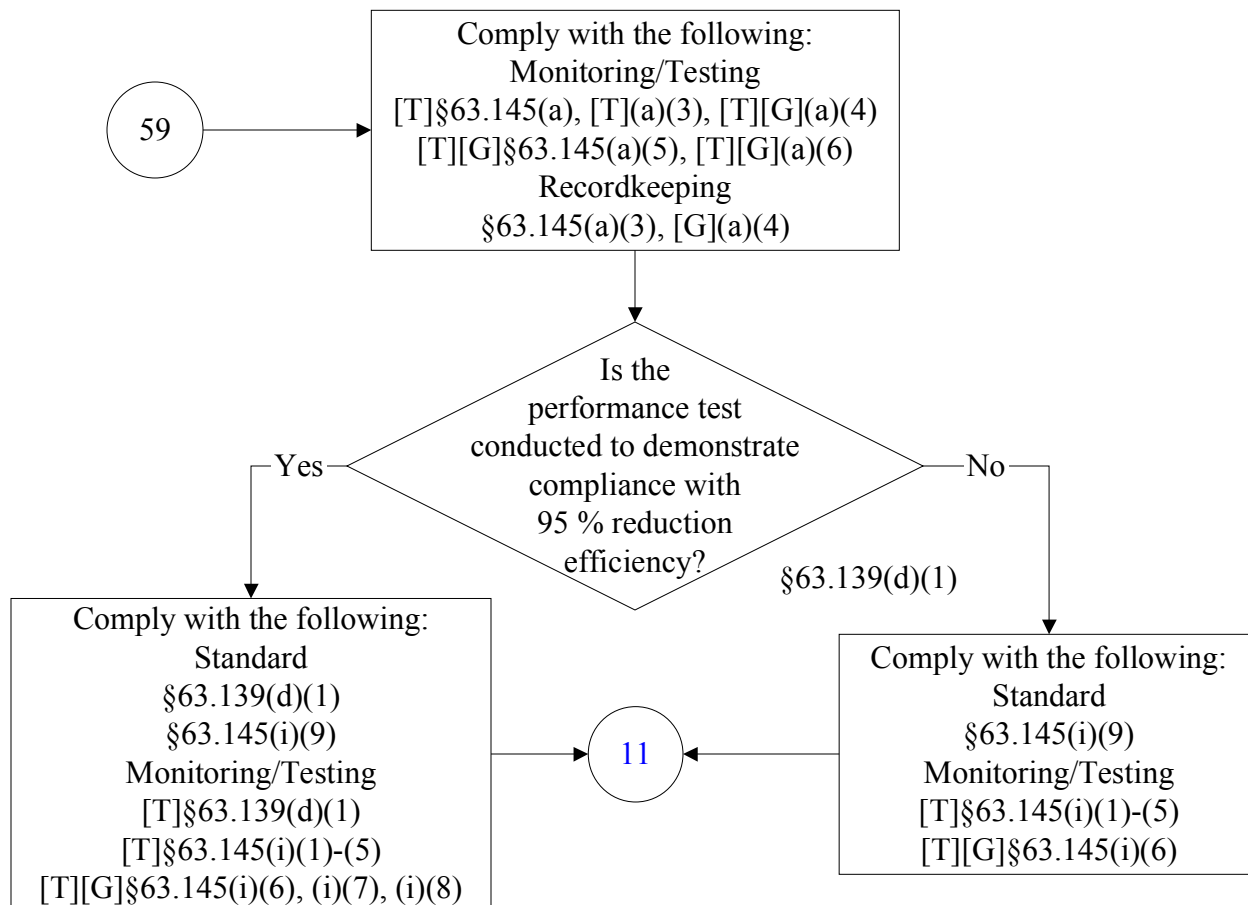 Comply with the following:
Monitoring/Testing
[T]§63.145(a), [T](a)(3), [T][G](a)(4)
[T][G]§63.145(a)(5), [T][G](a)(6)
Recordkeeping
§63.145(a)(3), [G](a)(4)
59
Is the
performance test
conducted to demonstrate
compliance with
95 % reduction
efficiency?
Yes
No
§63.139(d)(1)
Comply with the following:
Standard
§63.139(d)(1)
§63.145(i)(9)
Monitoring/Testing
[T]§63.139(d)(1)
[T]§63.145(i)(1)-(5)
[T][G]§63.145(i)(6), (i)(7), (i)(8)
11
Comply with the following:
Standard
§63.145(i)(9)
Monitoring/Testing
[T]§63.145(i)(1)-(5)
[T][G]§63.145(i)(6)